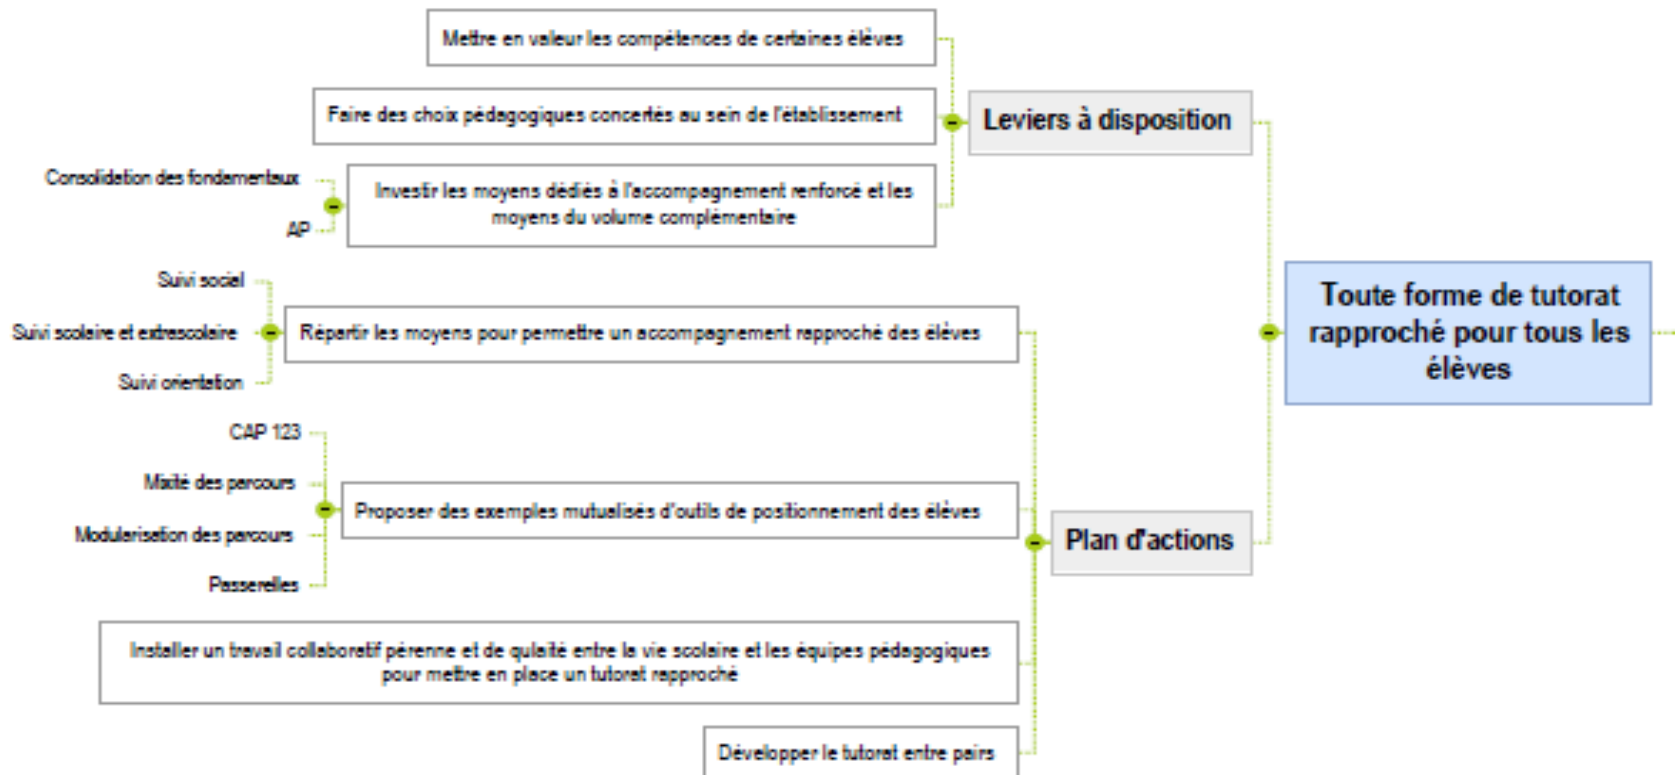 Mettre en valeur les compétences de certaines élèves
Leviers à disposition
Faire des choix pédagogiques concertés au sein de l'établissement
Consolidation des fondamentaux
AP
Investir les moyens dédiés à l'accompagnement renforcé et les
moyens du volume complémentaire
Toute forme de tutorat
rapproché pour tous les
élèves
Suivi social
Suivi scolaire et extrascolaire
Suivi orientation
Répartir les moyens pour permettre un accompagnement rapproché des élèves
CAP 123
Mixité des parcours
Modularisation des parcours
Passerelles
Proposer des exemples mutualisés d'outils de positionnement des élèves
Plan d'actions
Installer un travail collaboratif pérenne et de qulaité entre la vie scolaire et les équipes pédagogiques
pour mettre en place un tutorat rapproché
Développer le tutorat entre pairs